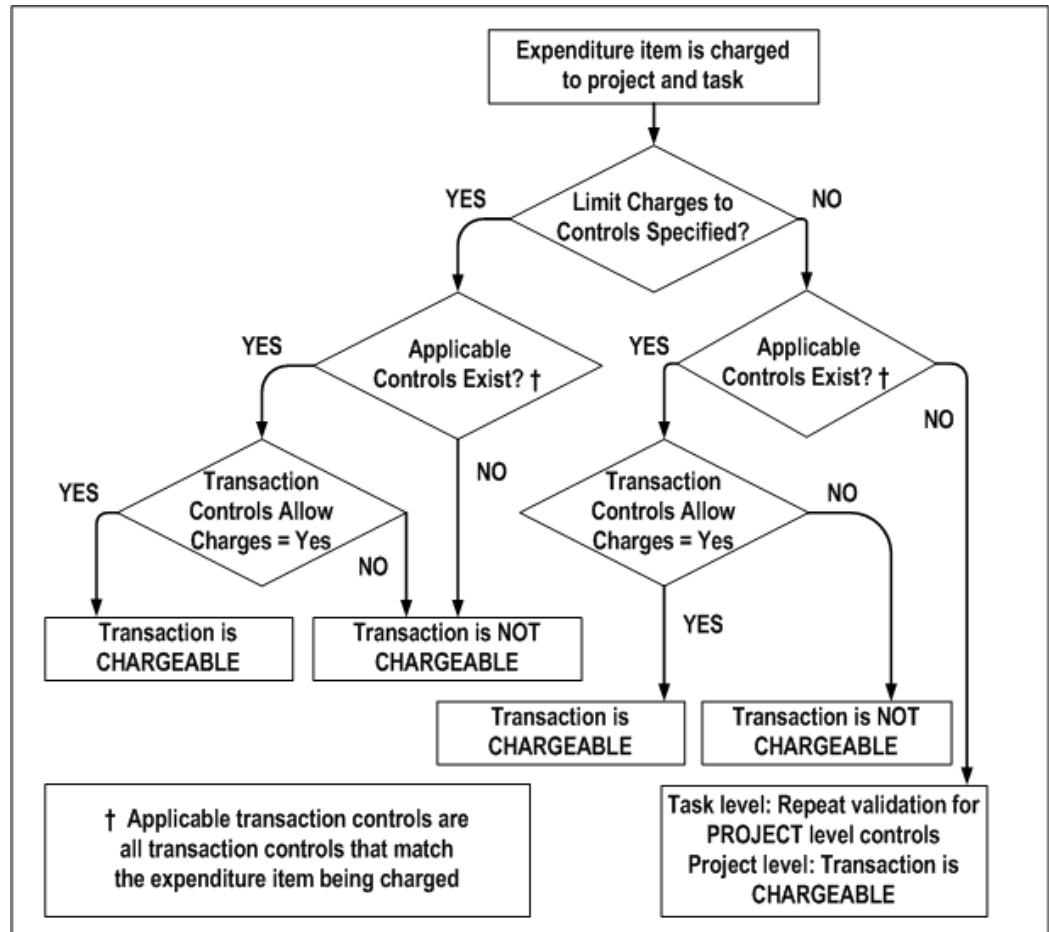 Expenditure item is charged
to project and task
YES
Limit Charges to
Controls Specified?
NO
YES
Applicable
Controls Exist? †
YES
Applicable
Controls Exist? †
NO
YES
Transaction
Controls Allow
Charges = Yes
NO
NO
Transaction
Controls Allow
Charges = Yes
NO
YES
Transaction is
CHARGEABLE
Transaction is NOT
CHARGEABLE
Transaction is
CHARGEABLE
Transaction is NOT
CHARGEABLE
† Applicable transaction controls are
all transaction controls that match
the expenditure item being charged
Task level: Repeat validation for
PROJECT level controls
Project level: Transaction is
CHARGEABLE